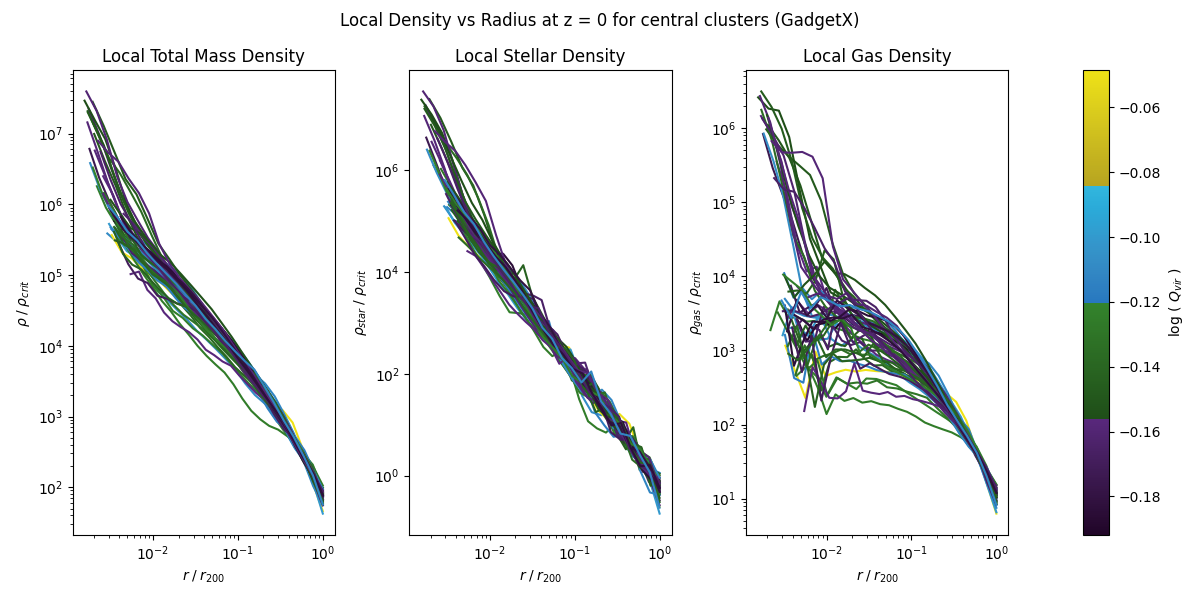 Local Density vs Radius at z = 0 for central clusters (GadgetX)
Local Total Mass Density
ρ / ρcrit
10^7
10^6
10^5
10^4
10^3
10^2
10^−2
10^−1
10^0
r / r200
Local Stellar Density
ρstar / ρcrit
10^6
10^4
10^2
10^0
10^−2
10^−1
10^0
r / r200
Local Gas Density
ρgas / ρcrit
10^6
10^5
10^4
10^3
10^2
10^1
10^−2
10^−1
10^0
r / r200
−0.06
−0.08
−0.10
−0.12
−0.14
−0.16
−0.18
log ( Qvir )